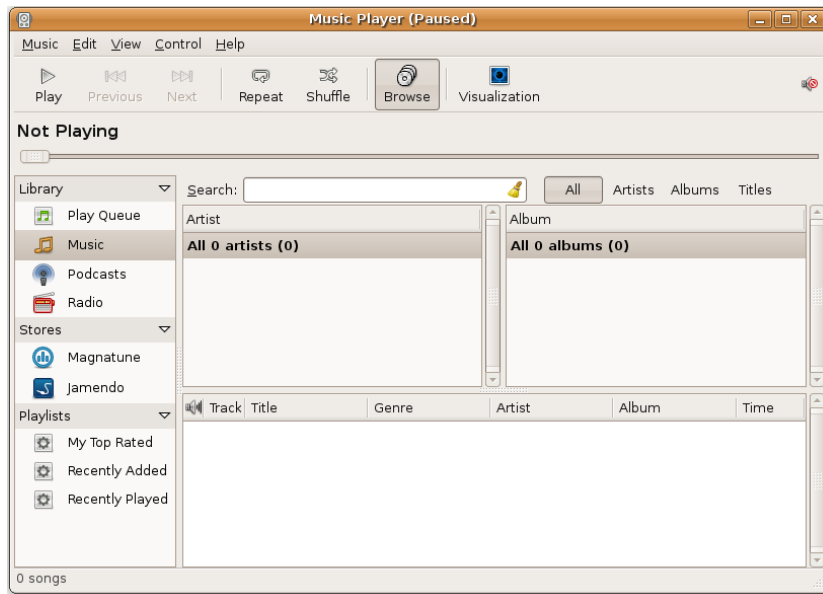 Music Player (Paused)
Music Edit View Control Help
Play Previous Next Repeat Shuffle Browse Visualization
Not Playing
Library
Play Queue
Music
Podcasts
Radio
Stores
Magnatune
Jamendo
Playlists
My Top Rated
Recently Added
Recently Played
Search: All Artists Albums Titles
Artist Album
All 0 artists (0) All 0 albums (0)
Track Title Genre Artist Album Time
0 songs